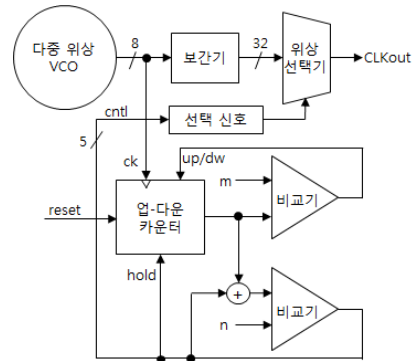 다중 위상
VCO
8
보간기
32
위상
선택기
CLKout
cntl
선택 신호
5
ck
up/dw
m
비교기
reset
업-다운
카운터
hold
+
비교기
n